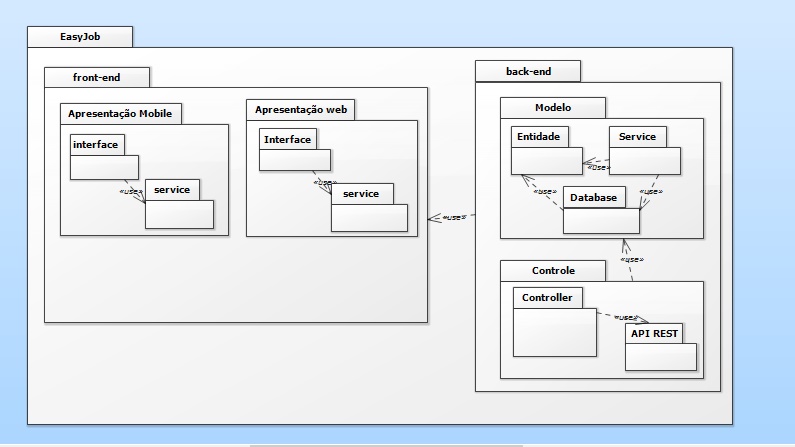 EasyJob
front-end
Apresentação Mobile
interface
«use»
service
Apresentação web
Interface
«use»
service
«use»
back-end
Modelo
Entidade
Service
«use»
«use»
«use»
Database
«use»
Controle
Controller
«use»
API REST